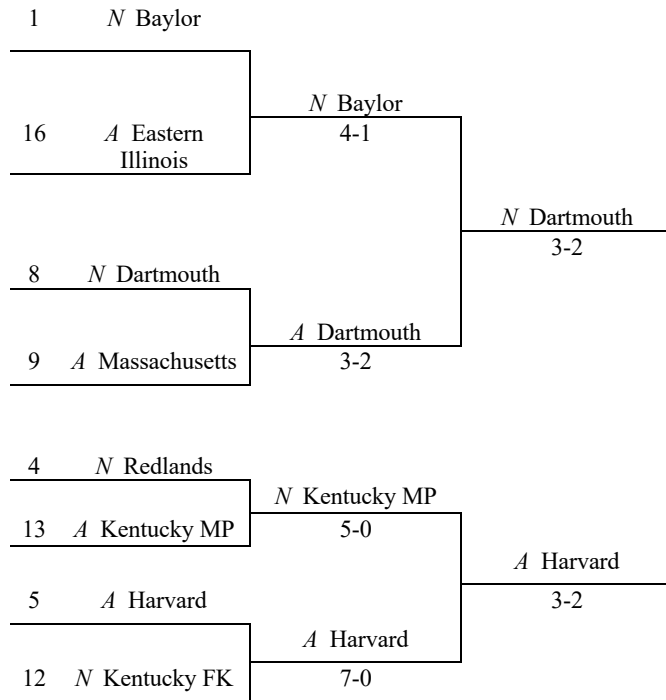 1 N Baylor
N Baylor
4-1
16 A Eastern
Illinois
N Dartmouth
3-2
8 N Dartmouth
A Dartmouth
3-2
9 A Massachusetts
4 N Redlands
N Kentucky MP
5-0
13 A Kentucky MP
A Harvard
3-2
5 A Harvard
A Harvard
7-0
12 N Kentucky FK